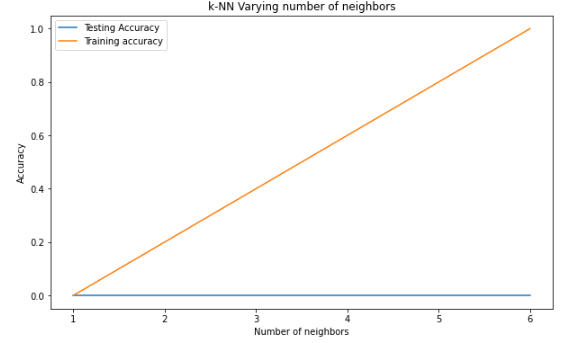 k-NN Varying number of neighbors
Testing Accuracy
Training accuracy
Accuracy
1.0
0.8
0.6
0.4
0.2
0.0
1 2 3 4 5 6
Number of neighbors